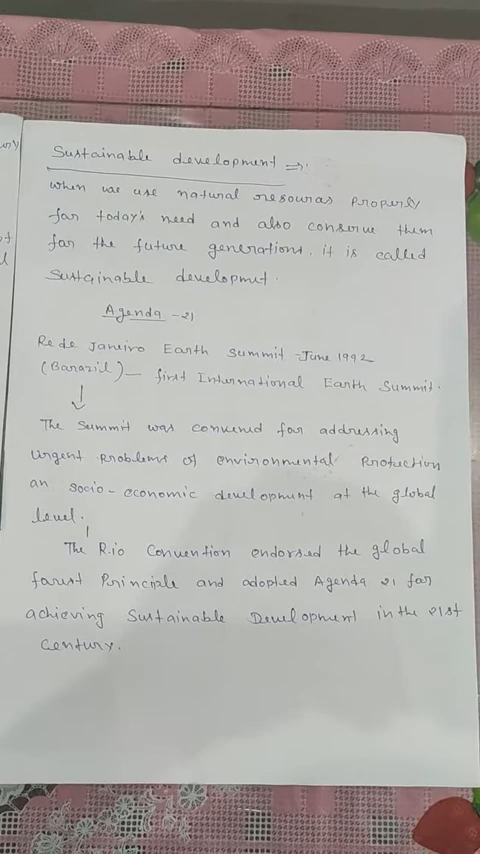 Sustainable development ⇒
when we use natural resouras properly
for today's need and also conserve them
for the future generations. it is called
Sustainable developmet.
Agenda - 21
Rede Janeiro Earth Summit -June 1992
(Barazil) — first International Earth Summit.
The Summit was convened for addressing
Urgent problems of environmental protection
an socio-economic development at the global
level.
The R.io Convention endorsed the global
forest Principle and adopted Agenda 21 for
achieving Sustainable Development in the 21st
Century.